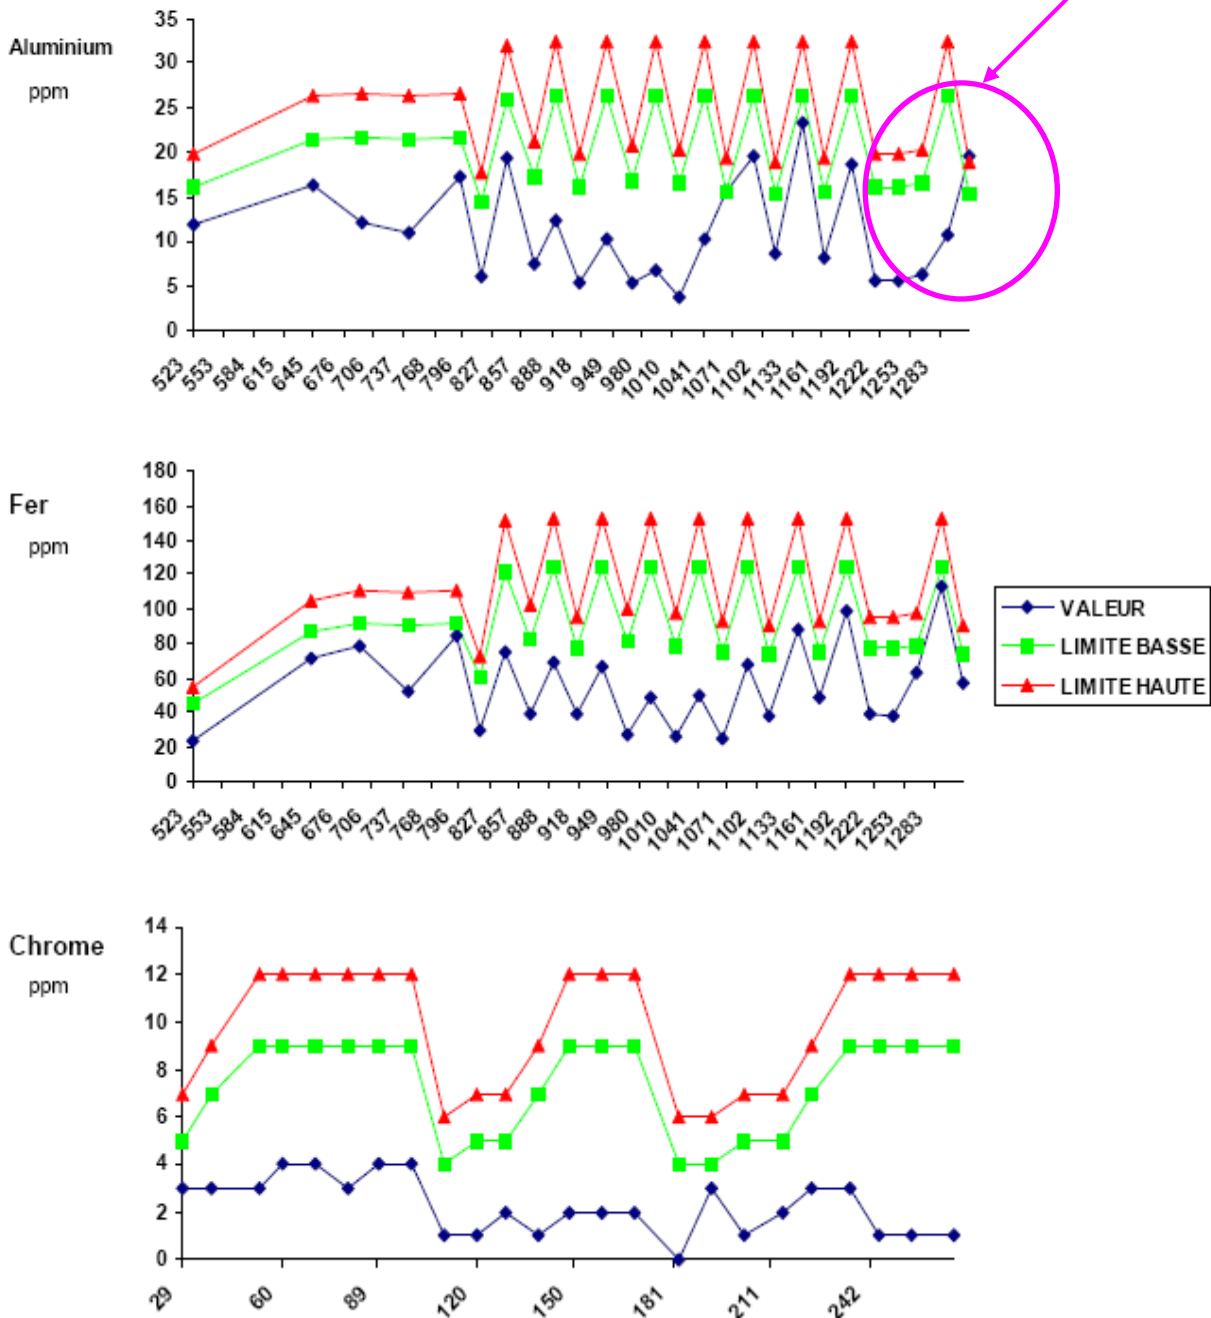 Aluminium
ppm
35
30
25
20
15
10
5
0
523 553 584 615 645 676 706 737 768 796 827 857 888 918 949 980 1010 1041 1071 1102 1133 1161 1192 1222 1253 1283
Fer
ppm
180
160
140
120
100
80
60
40
20
0
523 553 584 615 645 676 706 737 768 796 827 857 888 918 949 980 1010 1041 1071 1102 1133 1161 1192 1222 1253 1283
VALEUR
LIMITE BASSE
LIMITE HAUTE
Chrome
ppm
14
12
10
8
6
4
2
0
29 60 89 120 150 181 211 242